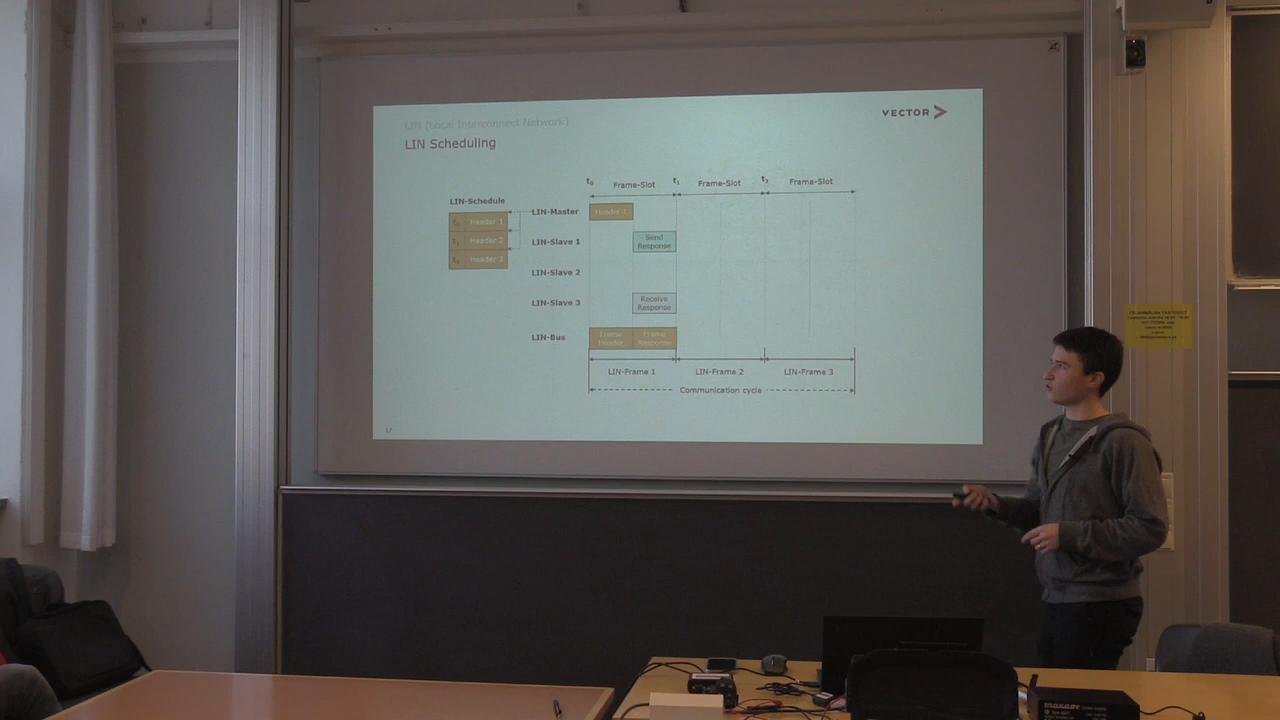 LIN (Local Interconnect Network)
LIN Scheduling
VECTOR
t0 Frame-Slot t1 Frame-Slot t2 Frame-Slot
LIN-Schedule
t0 Header 1
t1 Header 2
Header 3
LIN-Master
Header 1
LIN-Slave 1
Send
Response
LIN-Slave 2
LIN-Slave 3
Receive
Response
LIN-Bus
Frame
Header
Frame
Response
LIN-Frame 1
LIN-Frame 2
LIN-Frame 3
Communication cycle
17